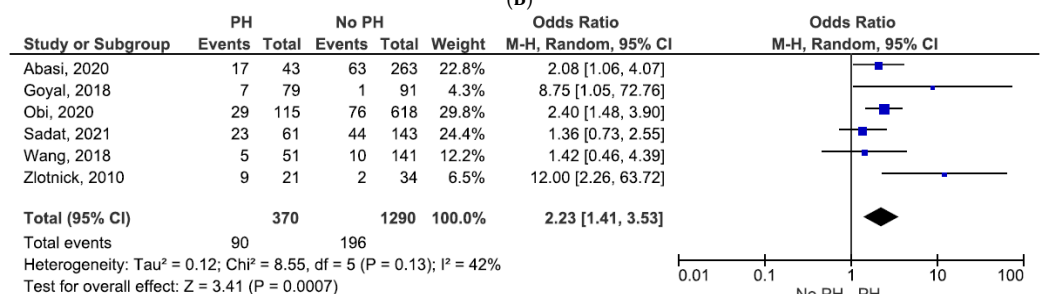 (B)
PH No PH Odds Ratio Odds Ratio
Study or Subgroup Events Total Events Total Weight M-H, Random, 95% CI M-H, Random, 95% CI
Abasi, 2020 17 43 63 263 22.8% 2.08 [1.06, 4.07]
Goyal, 2018 7 79 1 91 4.3% 8.75 [1.05, 72.76]
Obi, 2020 29 115 76 618 29.8% 2.40 [1.48, 3.90]
Sadat, 2021 23 61 44 143 24.4% 1.36 [0.73, 2.55]
Wang, 2018 5 51 10 141 12.2% 1.42 [0.46, 4.39]
Zlotnick, 2010 9 21 2 34 6.5% 12.00 [2.26, 63.72]
Total (95% CI) 370 1290 100.0% 2.23 [1.41, 3.53]
Total events 90 196
Heterogeneity: Tau² = 0.12; Chi² = 8.55, df = 5 (P = 0.13); I² = 42%
Test for overall effect: Z = 3.41 (P = 0.0007)
0.01 0.1 1 10 100
No PH PH